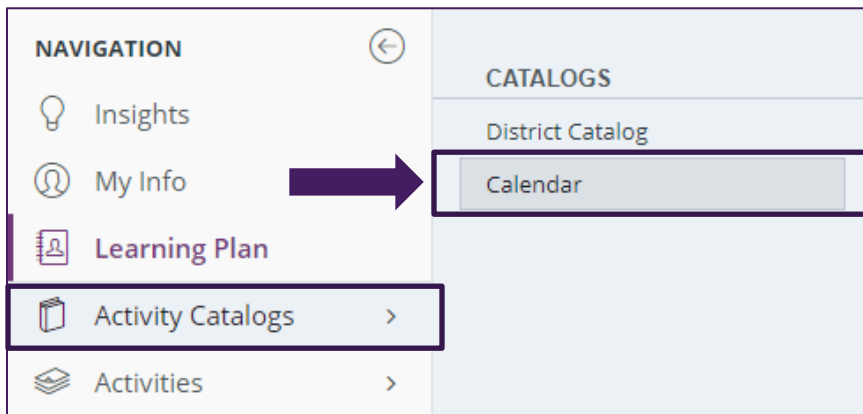 NAVIGATION
Insights
My Info
Learning Plan
Activity Catalogs
Activities
CATALOGS
District Catalog
Calendar